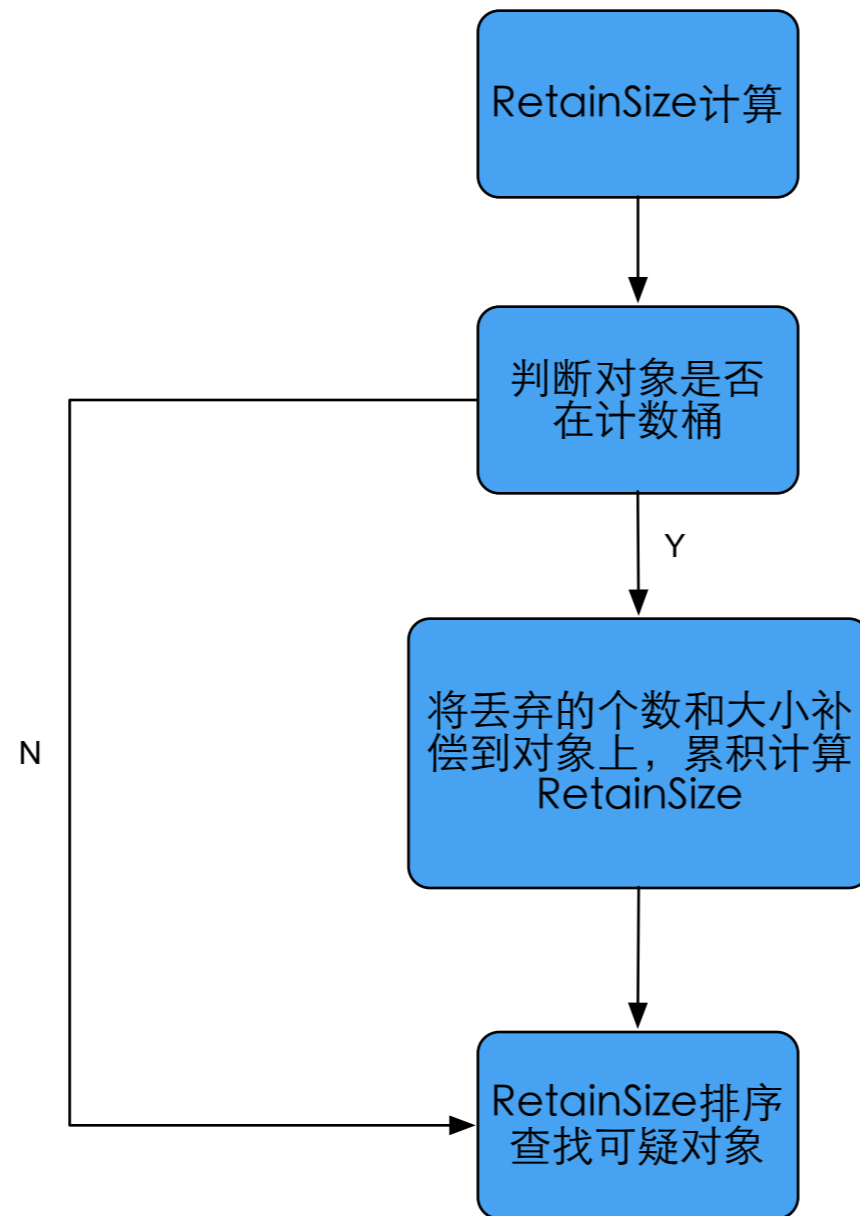 RetainSize计算
判断对象是否
在计数桶
Y
N
将丢弃的个数和大小补
偿到对象上，累积计算
RetainSize
RetainSize排序
查找可疑对象